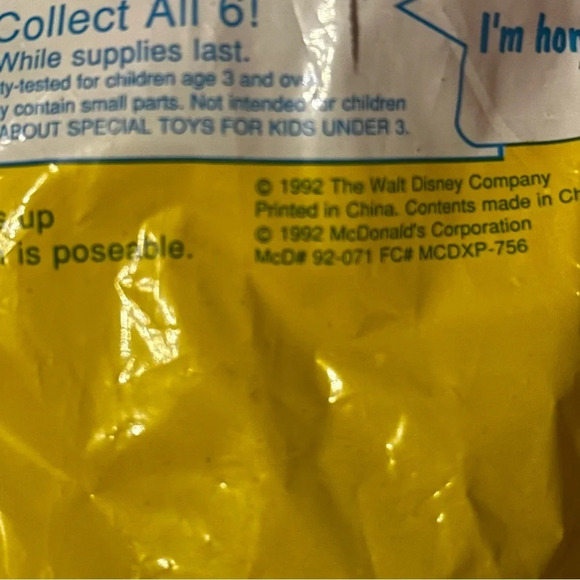 Collect All 6!
I'm hon
While supplies last.
ty-tested for children age 3 and ov
y contain small parts. Not intended for children
ABOUT SPECIAL TOYS FOR KIDS UNDER 3.
© 1992 The Walt Disney Company
Printed in China. Contents made in Ch
© 1992 McDonald's Corporation
McD# 92-071 FC# MCDXP-756
up
is poseable.